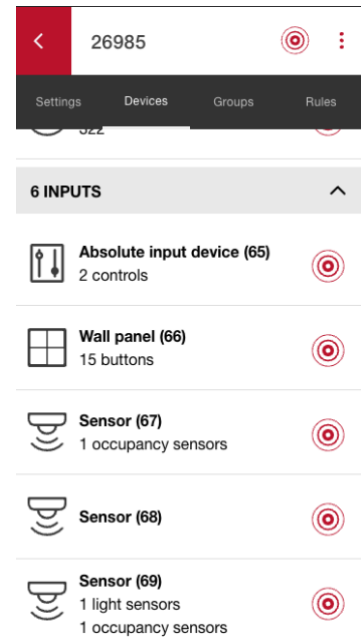 26985
Settings Devices Groups Rules
322
6 INPUTS
Absolute input device (65)
2 controls
Wall panel (66)
15 buttons
Sensor (67)
1 occupancy sensors
Sensor (68)
Sensor (69)
1 light sensors
1 occupancy sensors